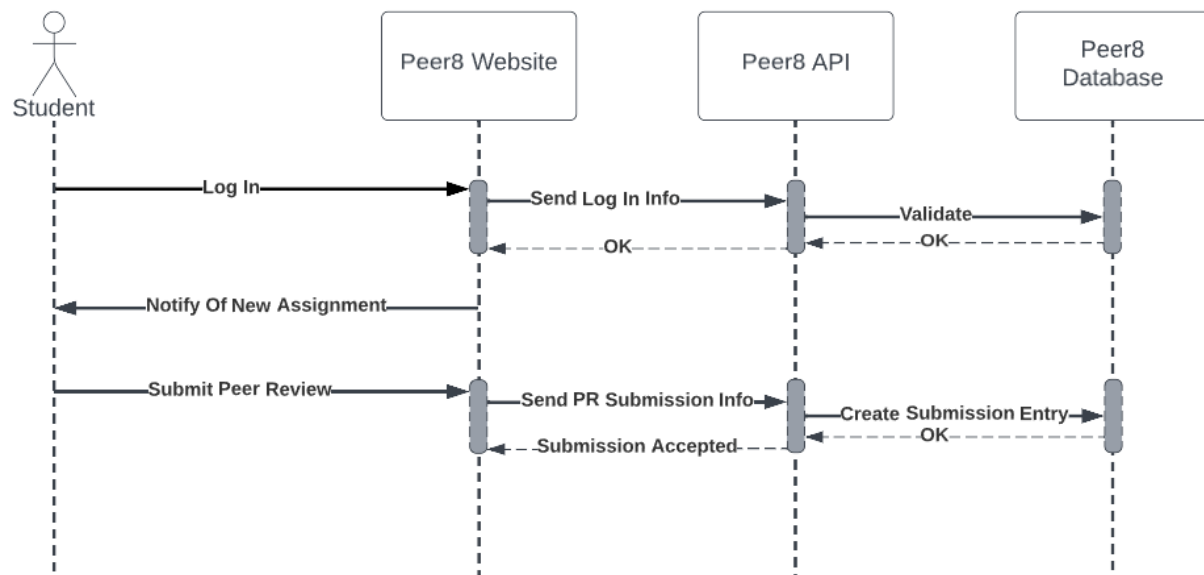 Student
Peer8 Website
Peer8 API
Peer8
Database
Log In
Send Log In Info
Validate
OK
OK
Notify Of New Assignment
Submit Peer Review
Send PR Submission Info
Create Submission Entry
OK
Submission Accepted